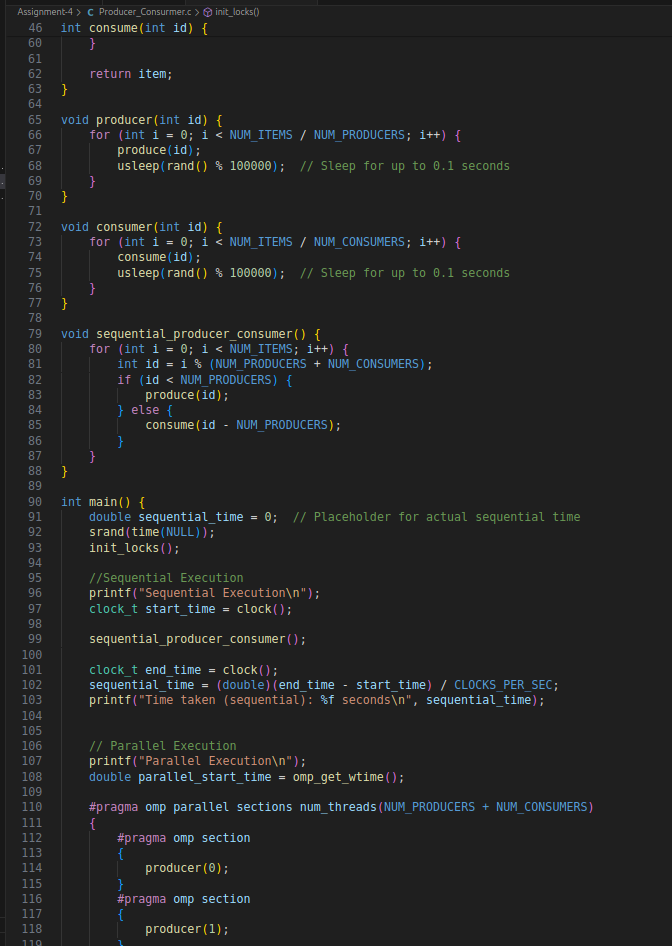 Assignment-4 > C Producer_Consurmer.c > init_locks()
46 int consume(int id) {
60 }
61
62 return item;
63 }
64
65 void producer(int id) {
66 for (int i = 0; i < NUM_ITEMS / NUM_PRODUCERS; i++) {
67 produce(id);
68 usleep(rand() % 100000);  // Sleep for up to 0.1 seconds
69 }
70 }
71
72 void consumer(int id) {
73 for (int i = 0; i < NUM_ITEMS / NUM_CONSUMERS; i++) {
74 consume(id);
75 usleep(rand() % 100000);  // Sleep for up to 0.1 seconds
76 }
77 }
78
79 void sequential_producer_consumer() {
80 for (int i = 0; i < NUM_ITEMS; i++) {
81 int id = i % (NUM_PRODUCERS + NUM_CONSUMERS);
82 if (id < NUM_PRODUCERS) {
83 produce(id);
84 } else {
85 consume(id - NUM_PRODUCERS);
86 }
87 }
88 }
89
90 int main() {
91 double sequential_time = 0;  // Placeholder for actual sequential time
92 srand(time(NULL));
93 init_locks();
94
95 //Sequential Execution
96 printf("Sequential Execution\n");
97 clock_t start_time = clock();
98
99 sequential_producer_consumer();
100
101 clock_t end_time = clock();
102 sequential_time = (double)(end_time - start_time) / CLOCKS_PER_SEC;
103 printf("Time taken (sequential): %f seconds\n", sequential_time);
104
105
106 // Parallel Execution
107 printf("Parallel Execution\n");
108 double parallel_start_time = omp_get_wtime();
109
110 #pragma omp parallel sections num_threads(NUM_PRODUCERS + NUM_CONSUMERS)
111 {
112 #pragma omp section
113 {
114 producer(0);
115 }
116 #pragma omp section
117 {
118 producer(1);
119 }